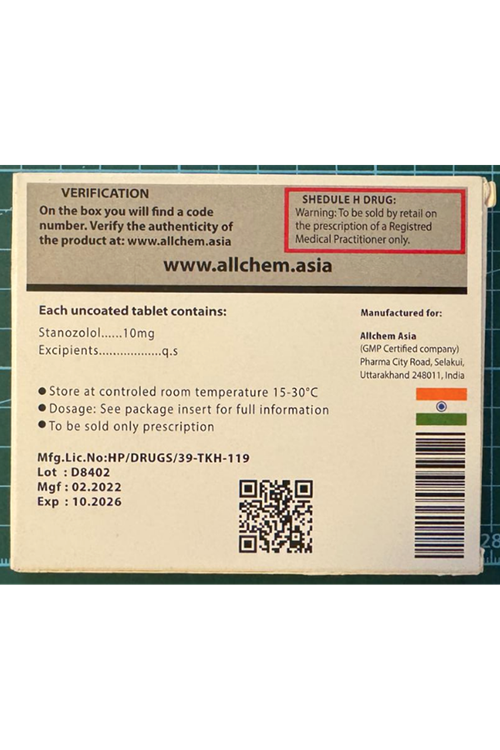 VERIFICATION
On the box you will find a code
number. Verify the authenticity of
the product at: www.allchem.asia
SHEDULE H DRUG:
Warning: To be sold by retail on
the prescription of a Registred
Medical Practitioner only.
www.allchem.asia
Each uncoated tablet contains:
Stanozolol......10mg
Excipients.................q.s
Manufactured for:
Allchem Asia
(GMP Certified company)
Pharma City Road, Selakui,
Uttarakhand 248011, India
● Store at controled room temperature 15-30°C
● Dosage: See package insert for full information
● To be sold only prescription
Mfg.Lic.No:HP/DRUGS/39-TKH-119
Lot : D8402
Mgf : 02.2022
Exp : 10.2026
28